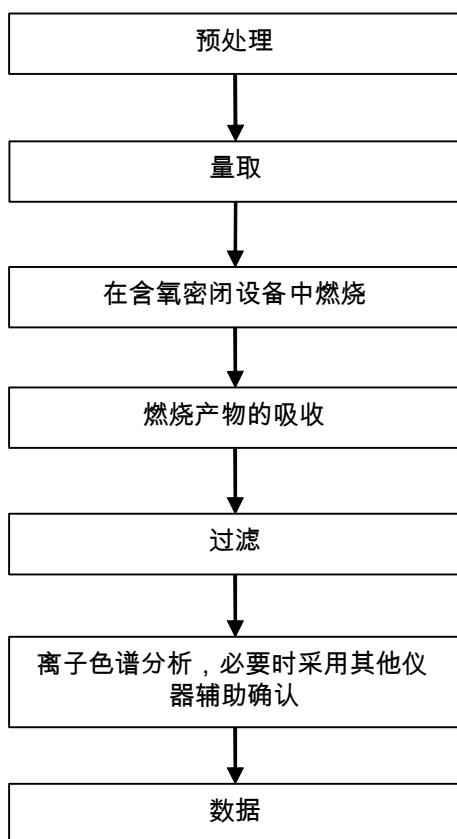 预处理
量取
在含氧密闭设备中燃烧
燃烧产物的吸收
过滤
离子色谱分析，必要时采用其他仪
器辅助确认
数据